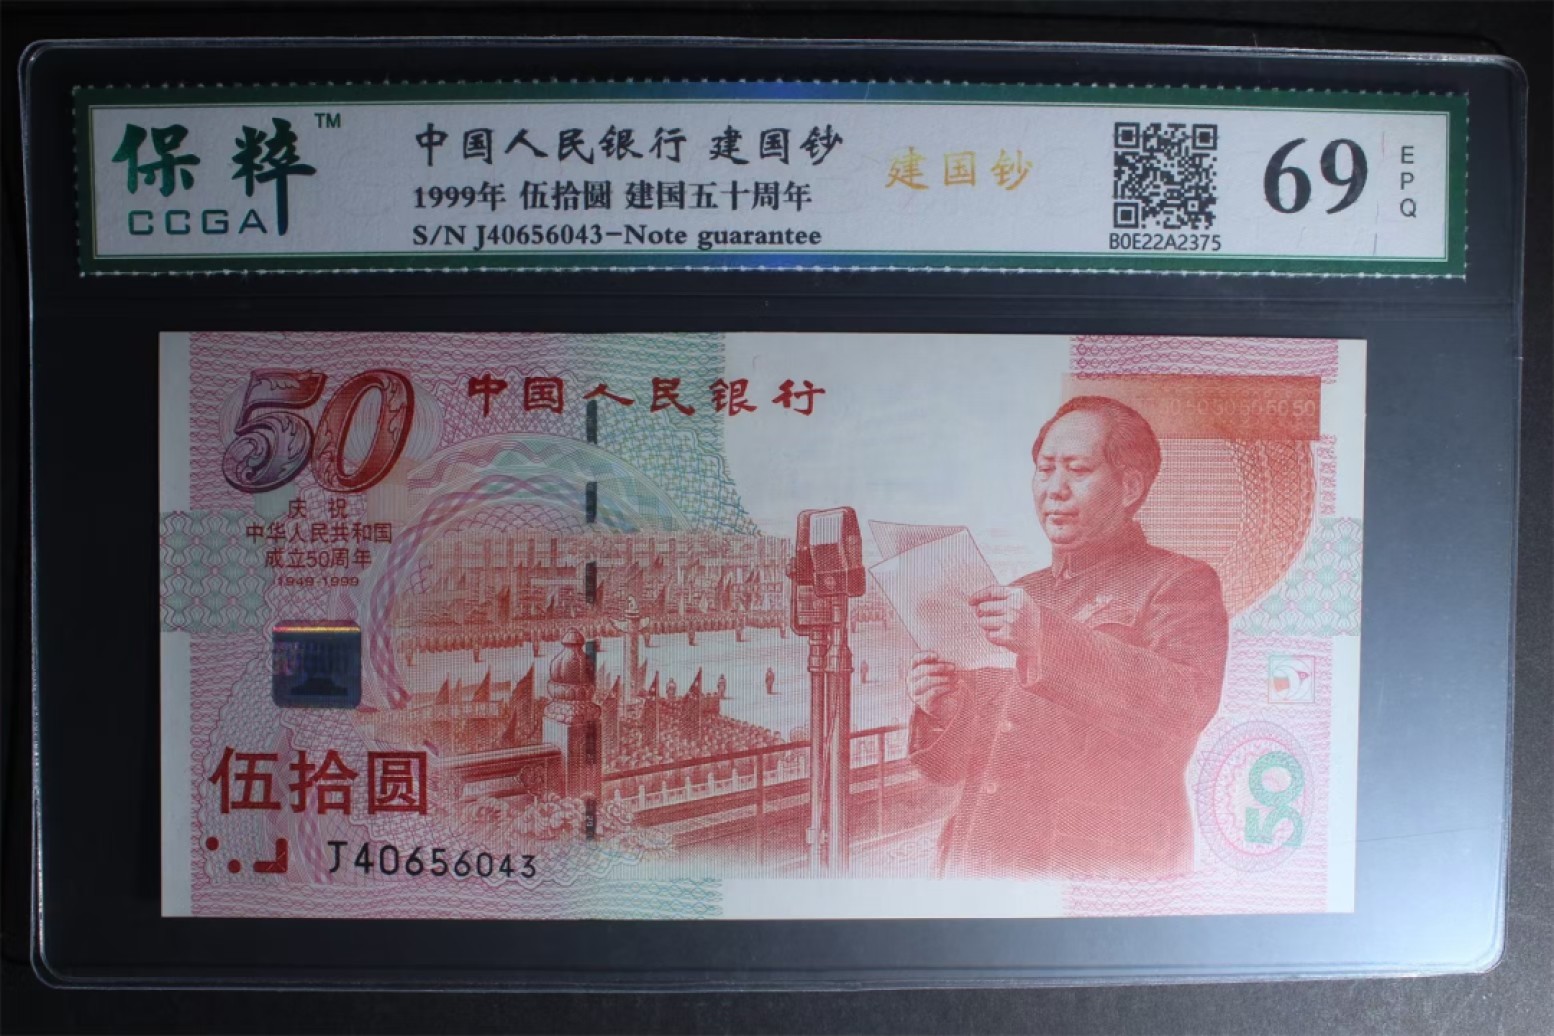 保粹 TM
CCGA
中国人民银行 建国钞
1999年 伍拾圆 建国五十周年
S/N J40656043-Note guarantee
建国钞
B0E22A2375
69
EPQ
50
中国人民银行
庆祝
中华人民共和国
成立50周年
1949-1999
伍拾圆
J40656043
50